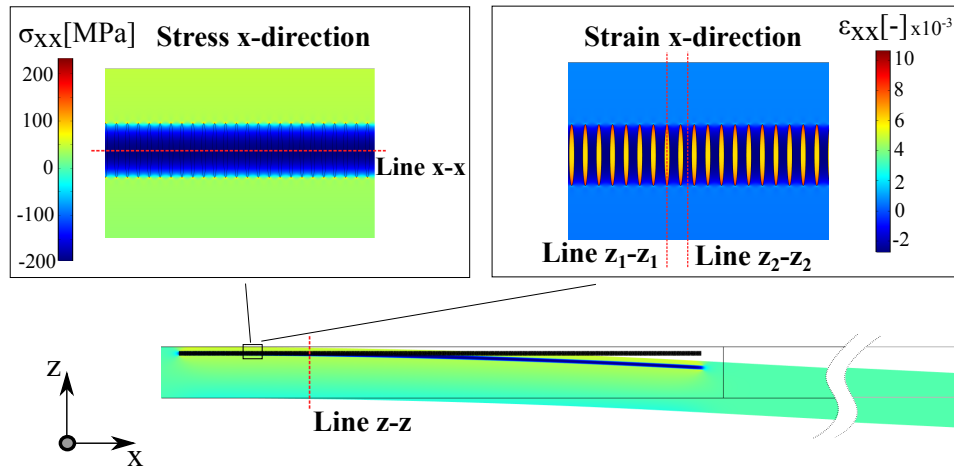 σxx[MPa]
Stress x-direction
200
100
0
-100
-200
Line x-x
Strain x-direction
εxx[-]x10⁻³
10
8
6
4
2
0
-2
Line z₁-z₁
Line z₂-z₂
z
x
Line z-z